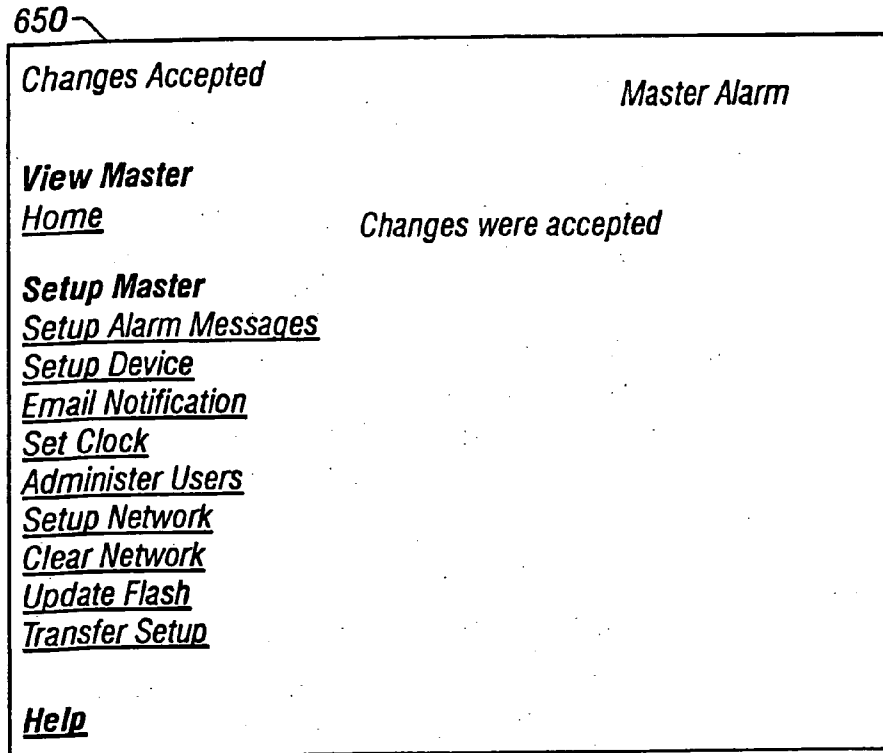 650
Changes Accepted
Master Alarm
View Master
Home
Changes were accepted
Setup Master
Setup Alarm Messages
Setup Device
Email Notification
Set Clock
Administer Users
Setup Network
Clear Network
Update Flash
Transfer Setup
Help